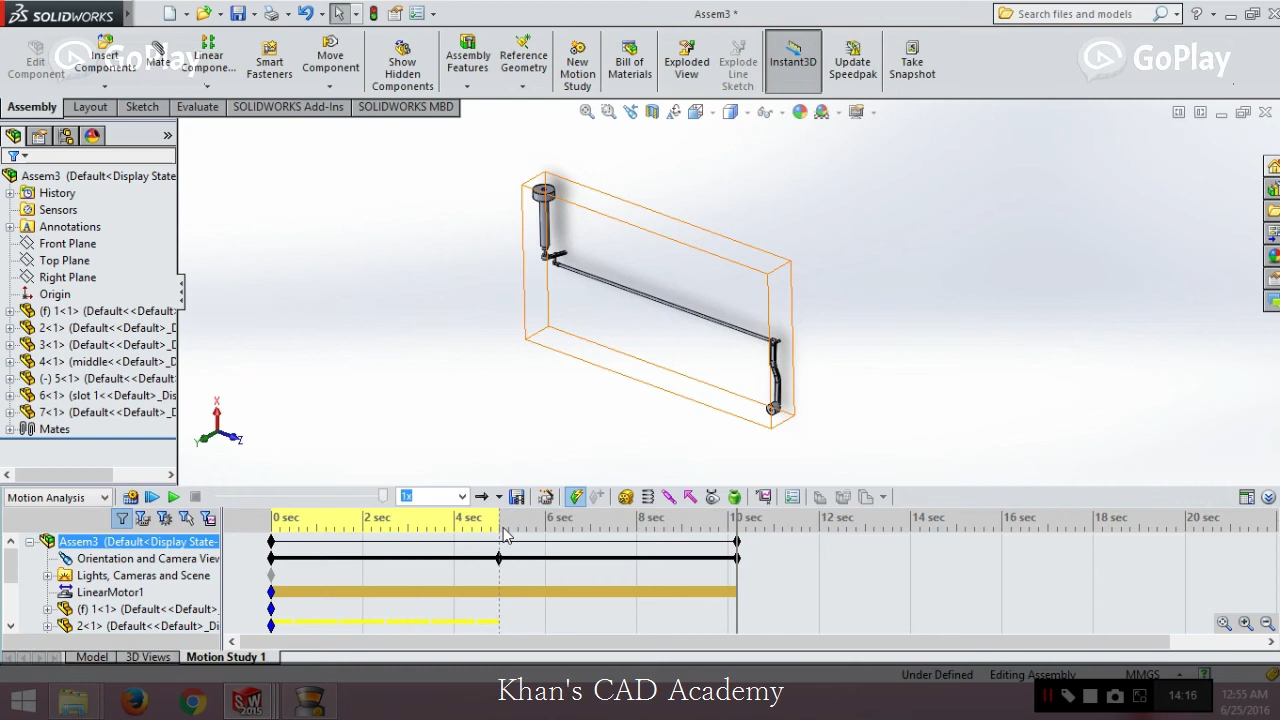 SOLIDWORKS
Assem3 *
Search files and models
GoPlay
GoPlay
Edit Component
Insert Components
Mate
Linear Compone...
Smart Fasteners
Move Component
Show Hidden Components
Assembly Features
Reference Geometry
New Motion Study
Bill of Materials
Exploded View
Explode Line Sketch
Instant3D
Update Speedpak
Take Snapshot
Assembly Layout Sketch Evaluate SOLIDWORKS Add-Ins SOLIDWORKS MBD
Assem3 (Default<Display State
History
Sensors
Annotations
Front Plane
Top Plane
Right Plane
Origin
(f) 1<1> (Default<<Default>_D
2<1> (Default<<Default>_Di
3<1> (Default<<Default>_Di
4<1> (middle<<Default>_D
(-) 5<1> (Default<<Default>
6<1> (slot 1<<Default>_Dis
7<1> (Default<<Default>_Di
Mates
X
Y
Z
Motion Analysis
1x
0 sec 2 sec 4 sec 6 sec 8 sec 10 sec 12 sec 14 sec 16 sec 18 sec 20 sec
Assem3 (Default<Display State-
Orientation and Camera View
Lights, Cameras and Scene
LinearMotor1
(f) 1<1> (Default<<Default>
2<1> (Default<<Default>_Di
Model 3D Views Motion Study 1
Under Defined Editing Assembly MMGS
SW
2015
Khan's CAD Academy
14:16
12:55 AM
6/25/2016